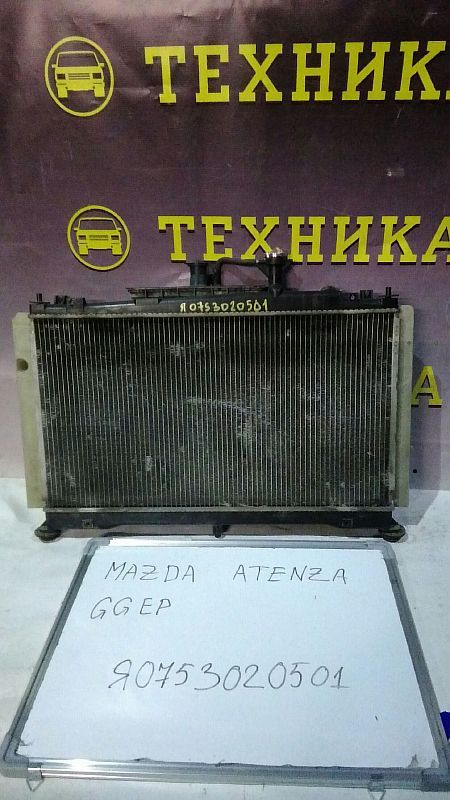 ТЕХНИКА
ТЕХНИКА
А
Я0753020501
MAZDA ATENZA
GGEP
Я0753020501